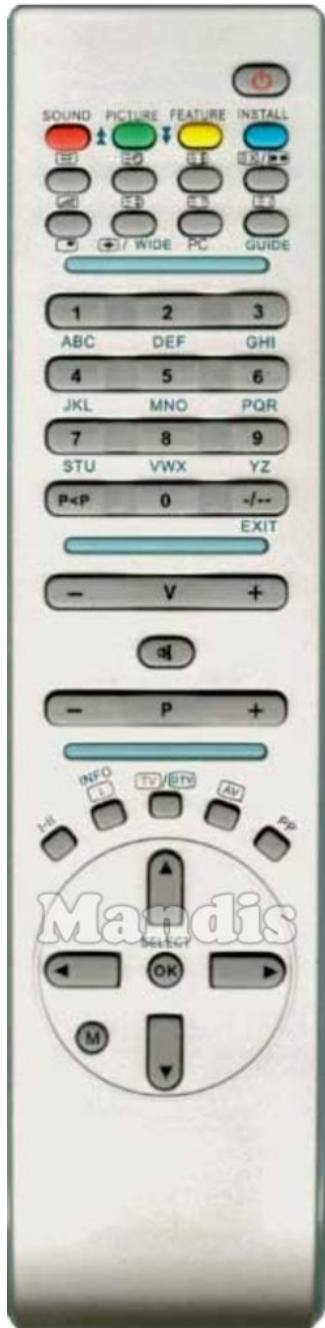 SOUND PICTURE FEATURE INSTALL
/ WIDE PC GUIDE
1 2 3
ABC DEF GHI
4 5 6
JKL MNO PQR
7 8 9
STU VWX YZ
P<P 0 -/--
EXIT
- V +
- P +
I-II INFO i TV/DTV AV PP
Mandis
SELECT
OK
M